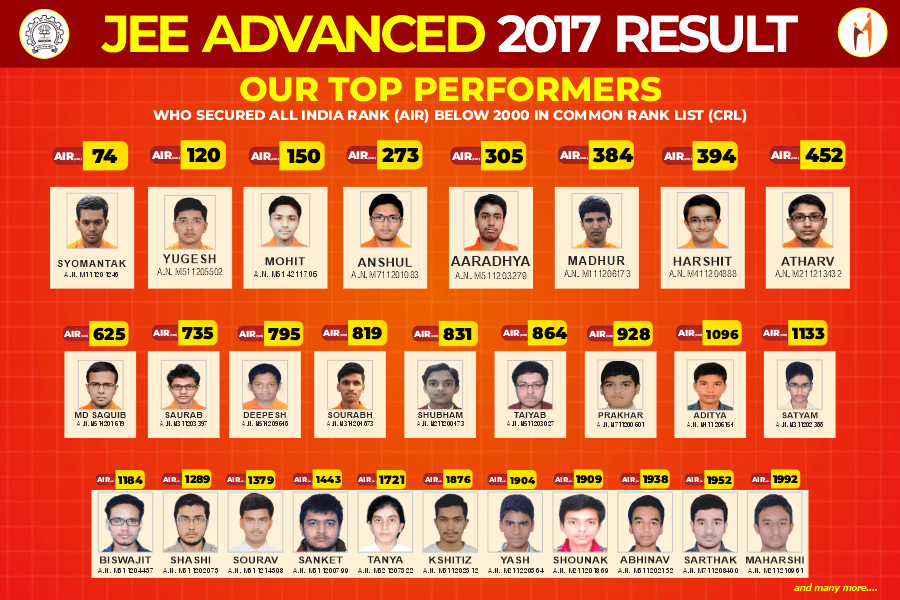 JEE ADVANCED 2017 RESULT
OUR TOP PERFORMERS
WHO SECURED ALL INDIA RANK (AIR) BELOW 2000 IN COMMON RANK LIST (CRL)
AIR 74 AIR 120 AIR 150 AIR 273 AIR 305 AIR 384 AIR 394 AIR 452
SYOMANTAK YUGESH MOHIT ANSHUL AARADHYA MADHUR HARSHIT ATHARV
A.N. M111201246 A.N. M511205502 A.N. M514211706 A.N. M711201083 A.N. M511203279 A.N. M111206173 A.N. M411204888 A.N. M211213432
AIR 625 AIR 735 AIR 795 AIR 819 AIR 831 AIR 864 AIR 928 AIR 1096 AIR 1133
MD SAQUIB SAURAB DEEPESH SOURABH SHUBHAM TAIYAB PRAKHAR ADITYA SATYAM
AIR 1184 AIR 1289 AIR 1379 AIR 1443 AIR 1721 AIR 1876 AIR 1904 AIR 1909 AIR 1938 AIR 1952 AIR 1992
BISWAJIT SHASHI SOURAV SANKET TANYA KSHITIZ YASH SHOUNAK ABHINAV SARTHAK MAHARSHI
and many more....